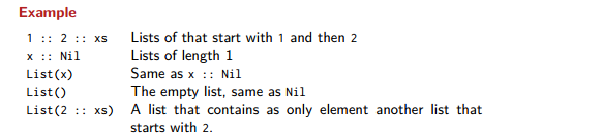 Example
1 :: 2 :: xs Lists of that start with 1 and then 2
x :: Nil Lists of length 1
List(x) Same as x :: Nil
List() The empty list, same as Nil
List(2 :: xs) A list that contains as only element another list that
starts with 2.